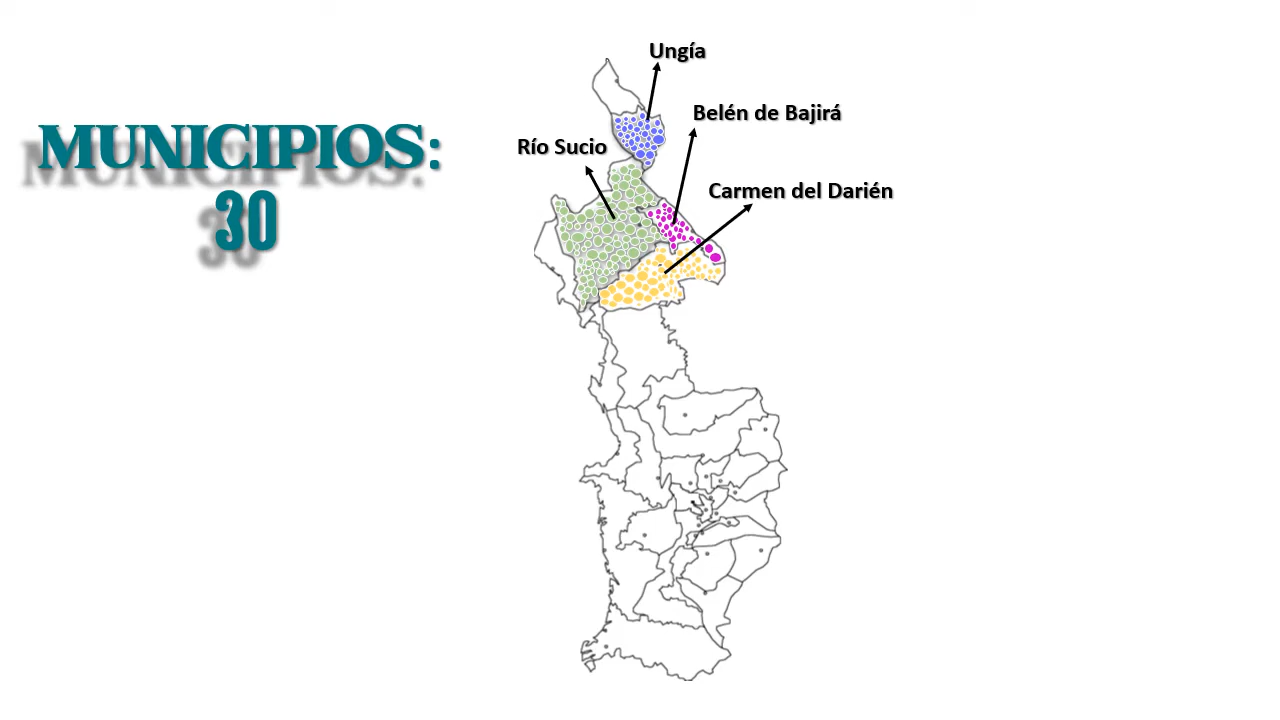 MUNICIPIOS:
30
Ungía
Belén de Bajirá
Río Sucio
Carmen del Darién